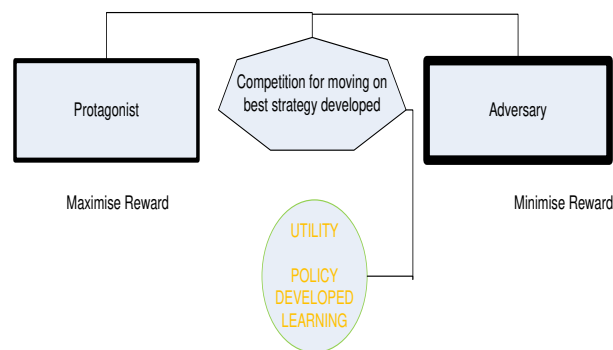 Protagonist
Competition for moving on
best strategy developed
Adversary
Maximise Reward
Minimise Reward
UTILITY
POLICY
DEVELOPED
LEARNING